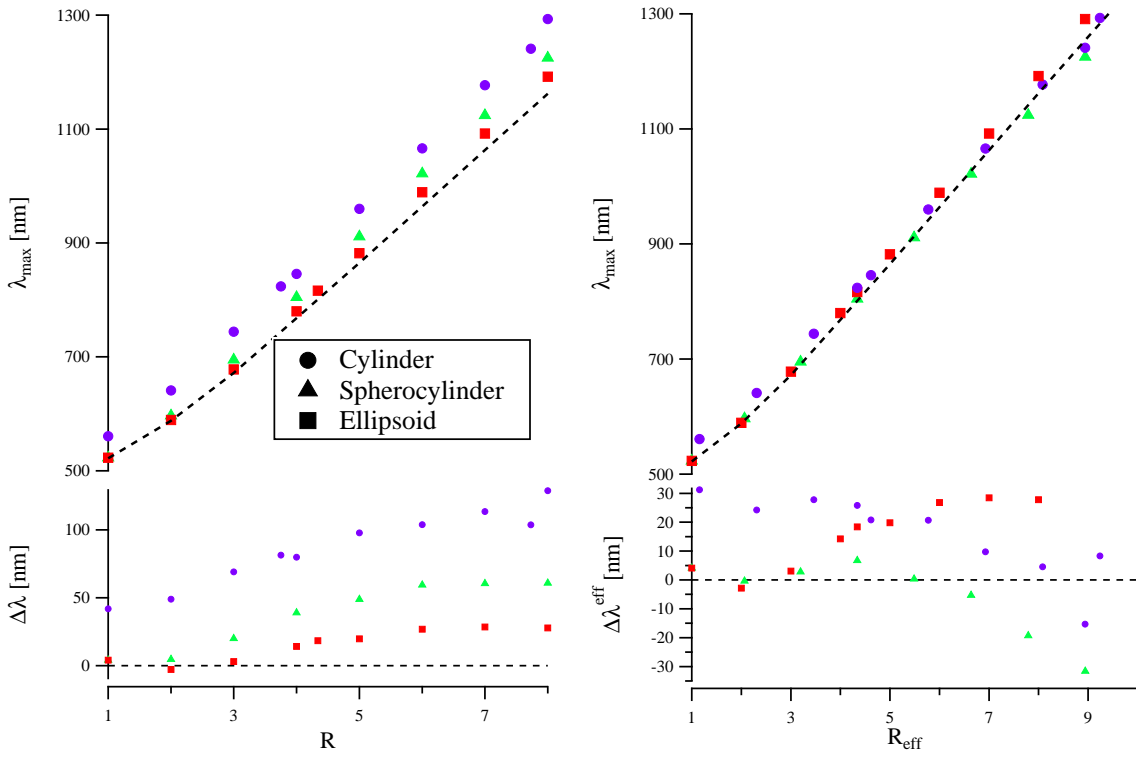 1300
1100
900
700
500
λmax [nm]
Cylinder
Spherocylinder
Ellipsoid
100
50
0
Δλ [nm]
1 3 5 7
R
1300
1100
900
700
500
λmax [nm]
30
20
10
0
-10
-20
-30
Δλeff [nm]
1 3 5 7 9
Reff